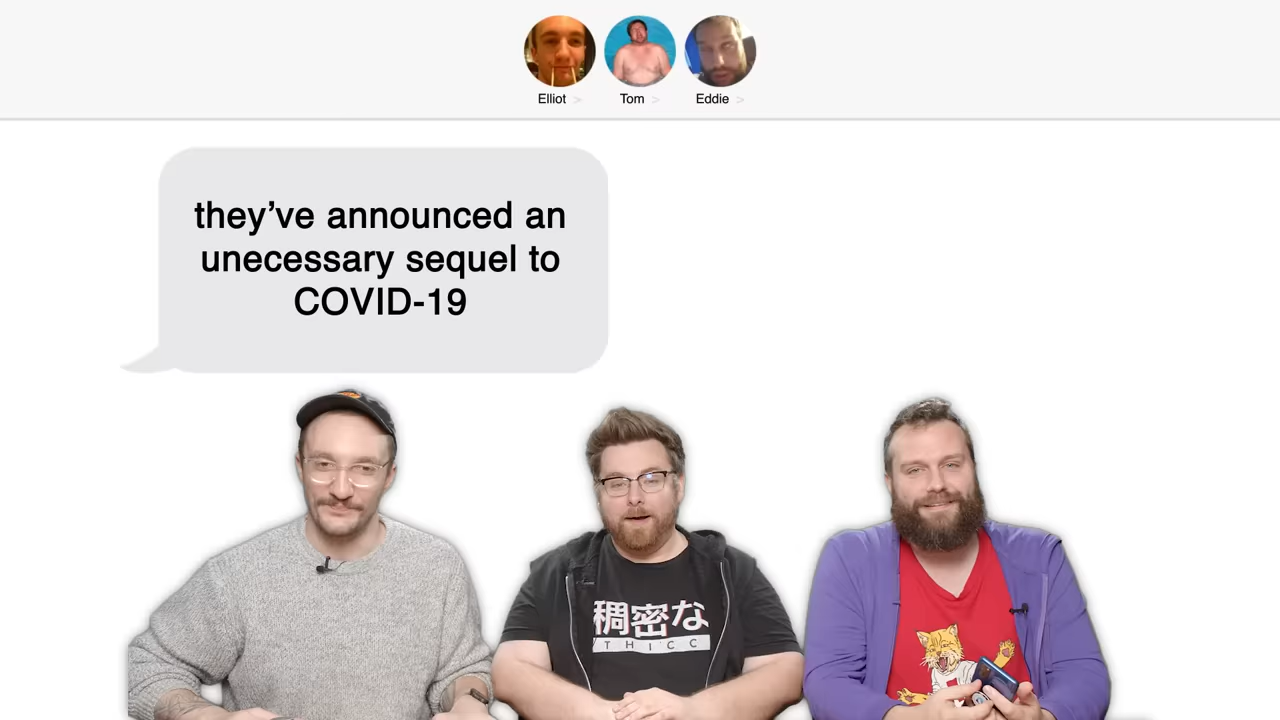 Elliot >
Tom >
Eddie >
they’ve announced an
unecessary sequel to
COVID-19
稠密な
THICC